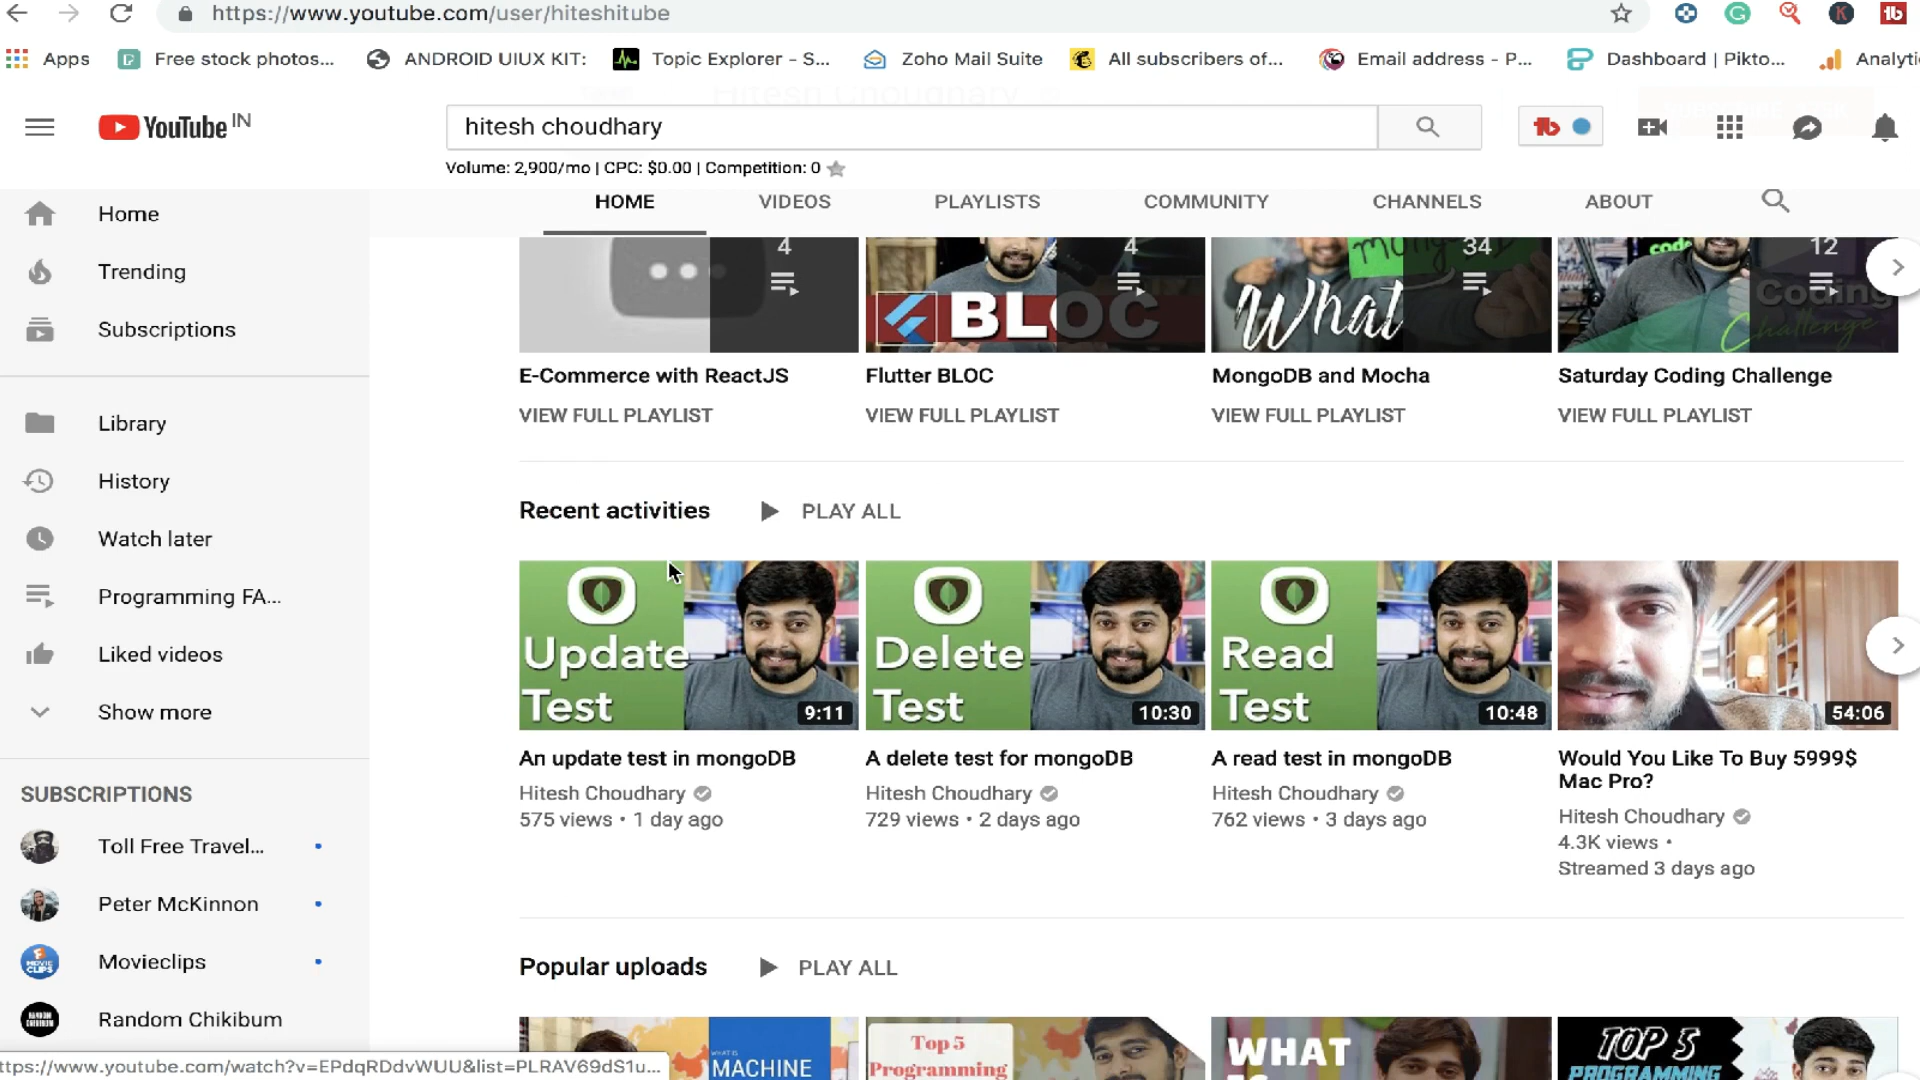 https://www.youtube.com/user/hiteshitube
Apps
Free stock photos...
ANDROID UIUX KIT:
Topic Explorer - S...
Zoho Mail Suite
All subscribers of...
Email address - P...
Dashboard | Pikto...
Analyti
YouTube IN
hitesh choudhary
Volume: 2,900/mo | CPC: $0.00 | Competition: 0
HOME
VIDEOS
PLAYLISTS
COMMUNITY
CHANNELS
ABOUT
Home
Trending
Subscriptions
Library
History
Watch later
Programming FA...
Liked videos
Show more
SUBSCRIPTIONS
Toll Free Travel...
Peter McKinnon
Movieclips
Random Chikibum
4
4
BLOC
34
What
12
Coding
Challenge
E-Commerce with ReactJS
VIEW FULL PLAYLIST
Flutter BLOC
VIEW FULL PLAYLIST
MongoDB and Mocha
VIEW FULL PLAYLIST
Saturday Coding Challenge
VIEW FULL PLAYLIST
Recent activities
PLAY ALL
Update
Test
9:11
Delete
Test
10:30
Read
Test
10:48
54:06
An update test in mongoDB
Hitesh Choudhary
575 views • 1 day ago
A delete test for mongoDB
Hitesh Choudhary
729 views • 2 days ago
A read test in mongoDB
Hitesh Choudhary
762 views • 3 days ago
Would You Like To Buy 5999$
Mac Pro?
Hitesh Choudhary
4.3K views •
Streamed 3 days ago
Popular uploads
PLAY ALL
WHAT IS
MACHINE
Top 5
Programming
WHAT
TOP 5
PROGRAMMING
ttps://www.youtube.com/watch?v=EPdqRDdvWUU&list=PLRAV69dS1u...